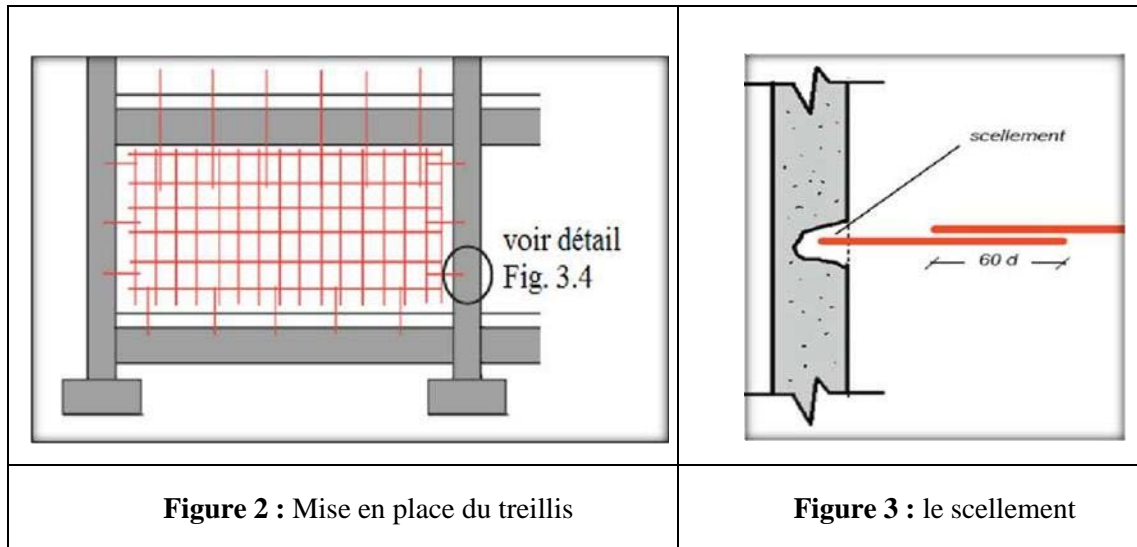 voir détail
Fig. 3.4
scellement
60 d
Figure 2 : Mise en place du treillis
Figure 3 : le scellement